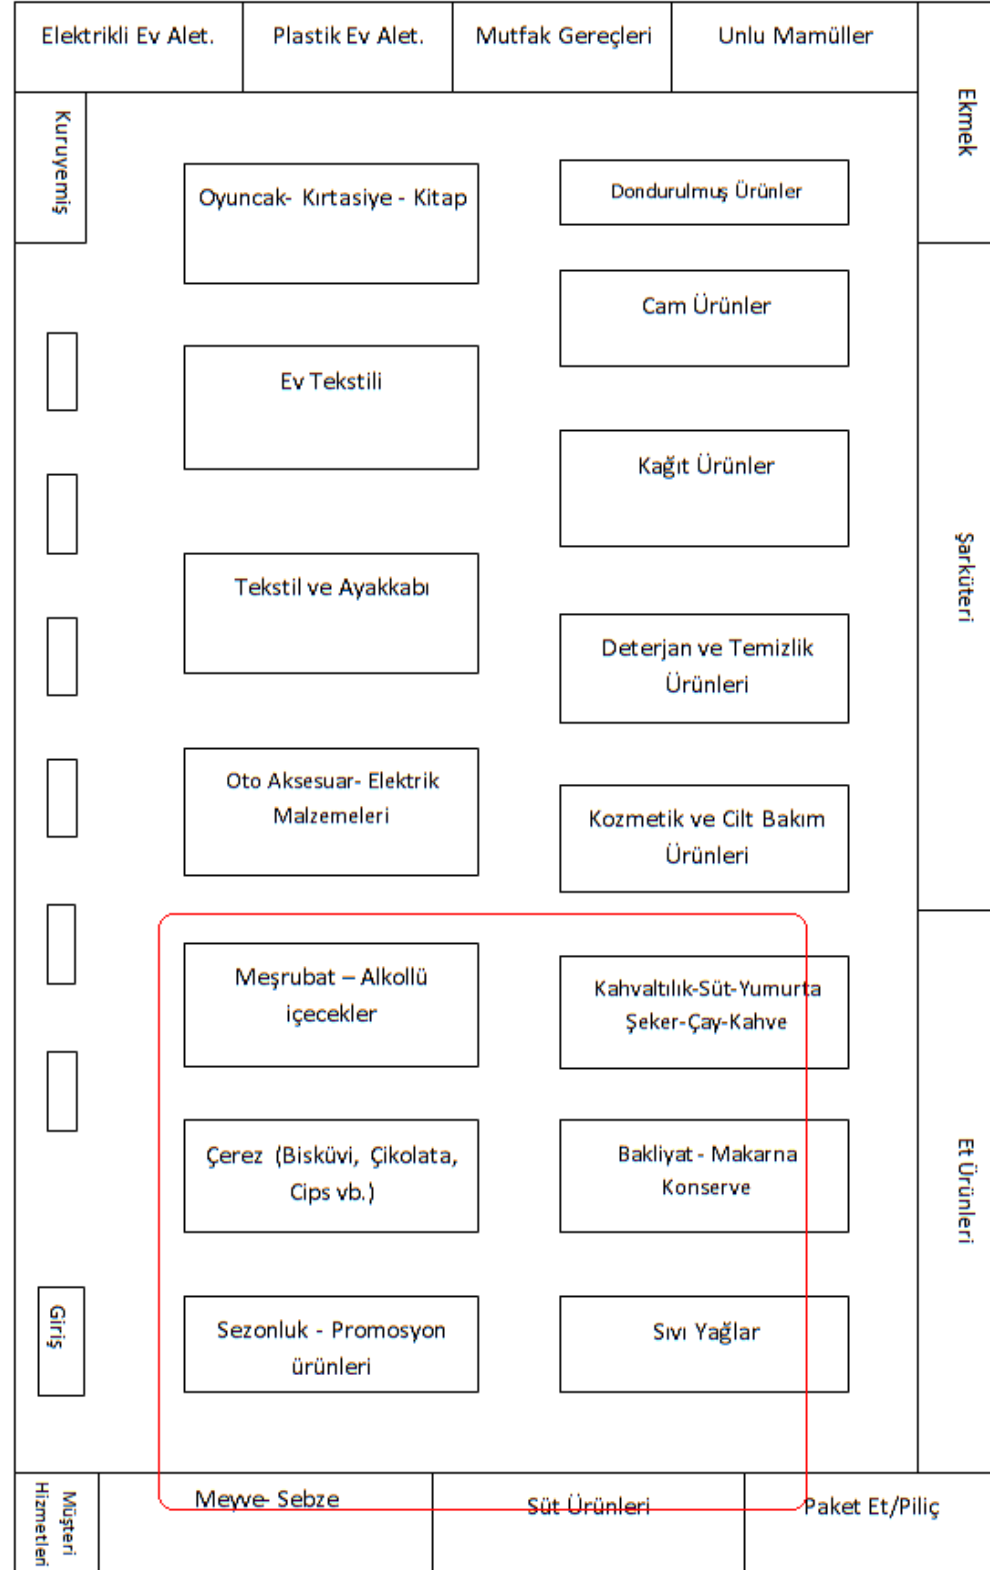 Elektrikli Ev Alet.
Plastik Ev Alet.
Mutfak Gereçleri
Unlu Mamüller
Ekmek
Kuruyemiş
Oyuncak- Kırtasiye - Kitap
Dondurulmuş Ürünler
Cam Ürünler
Ev Tekstili
Kağıt Ürünler
Şarküteri
Tekstil ve Ayakkabı
Deterjan ve Temizlik
Ürünleri
Oto Aksesuar- Elektrik
Malzemeleri
Kozmetik ve Cilt Bakım
Ürünleri
Meşrubat – Alkollü
içecekler
Kahvaltılık-Süt-Yumurta
Şeker-Çay-Kahve
Çerez (Bisküvi, Çikolata,
Cips vb.)
Bakliyat - Makarna
Konserve
Et Ürünleri
Giriş
Sezonluk - Promosyon
ürünleri
Sıvı Yağlar
Müşteri
Hizmetleri
Meyve- Sebze
Süt Ürünleri
Paket Et/Piliç